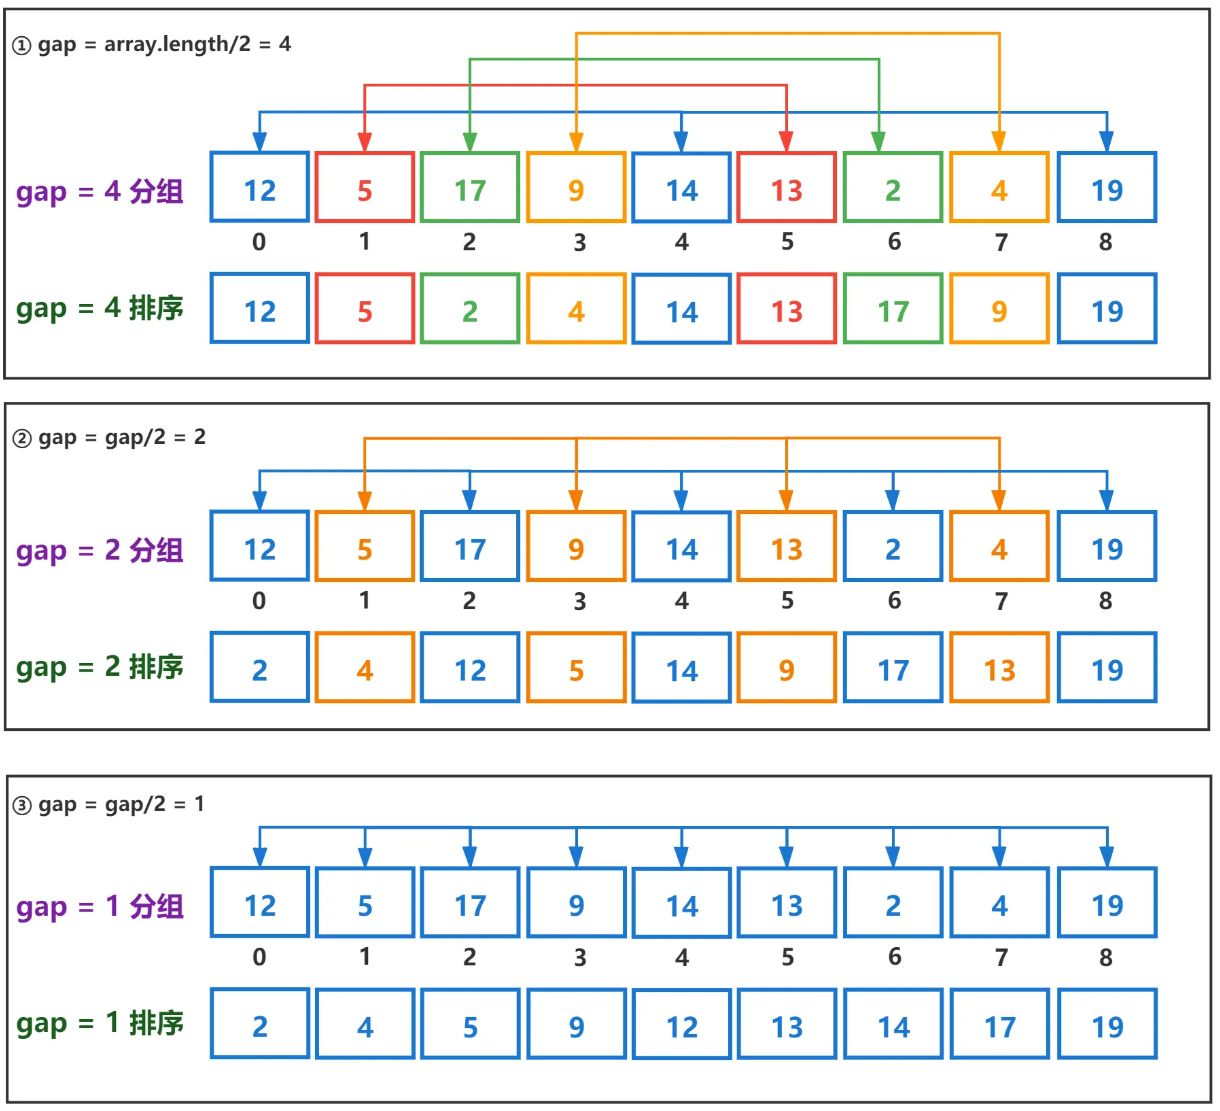 ① gap = array.length/2 = 4
gap = 4 分组 12 5 17 9 14 13 2 4 19
0 1 2 3 4 5 6 7 8
gap = 4 排序 12 5 2 4 14 13 17 9 19
② gap = gap/2 = 2
gap = 2 分组 12 5 17 9 14 13 2 4 19
0 1 2 3 4 5 6 7 8
gap = 2 排序 2 4 12 5 14 9 17 13 19
③ gap = gap/2 = 1
gap = 1 分组 12 5 17 9 14 13 2 4 19
0 1 2 3 4 5 6 7 8
gap = 1 排序 2 4 5 9 12 13 14 17 19